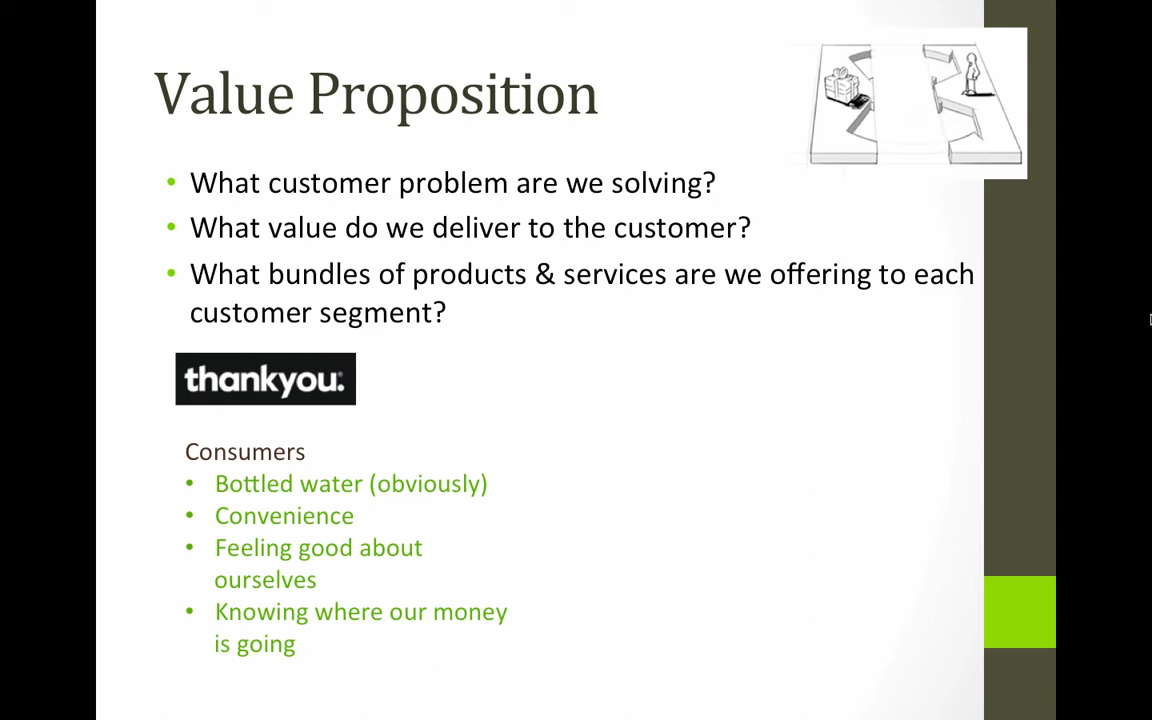 Value Proposition
• What customer problem are we solving?
• What value do we deliver to the customer?
• What bundles of products & services are we offering to each
customer segment?
thankyou.
Consumers
• Bottled water (obviously)
• Convenience
• Feeling good about
ourselves
• Knowing where our money
is going